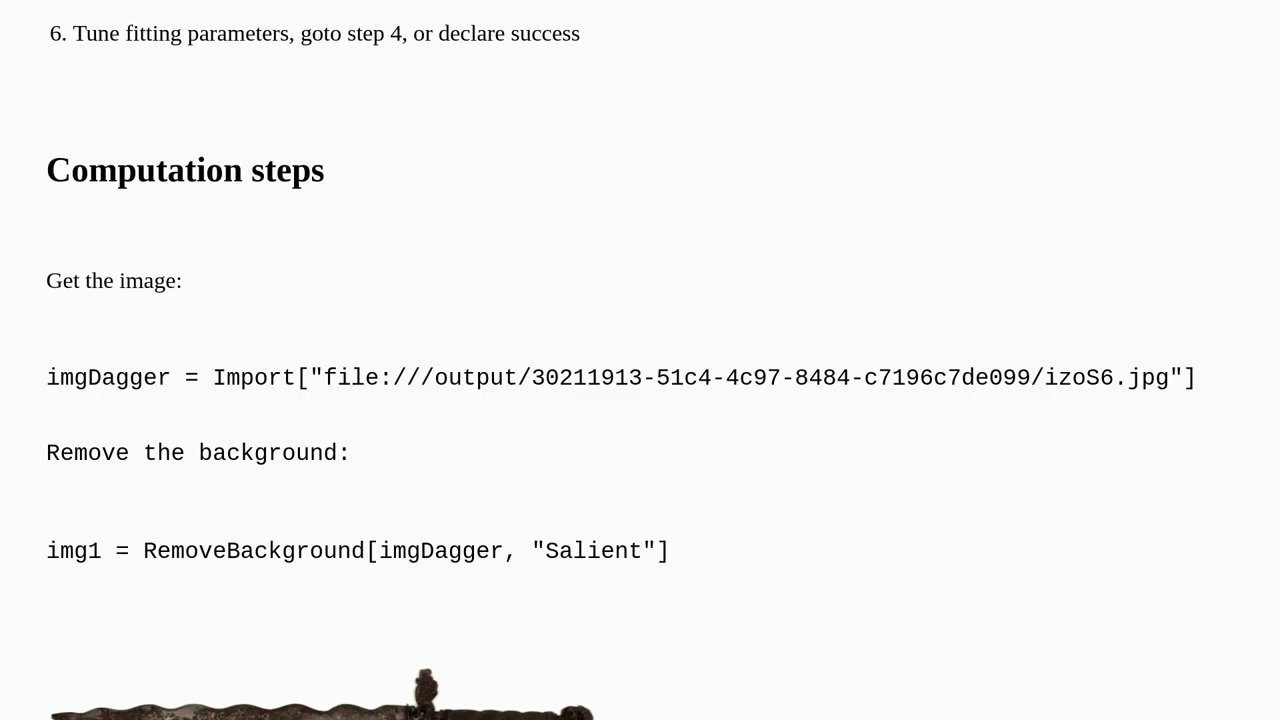 6. Tune fitting parameters, goto step 4, or declare success
Computation steps
Get the image:
imgDagger = Import["file:///output/30211913-51c4-4c97-8484-c7196c7de099/izoS6.jpg"]
Remove the background:
img1 = RemoveBackground[imgDagger, "Salient"]